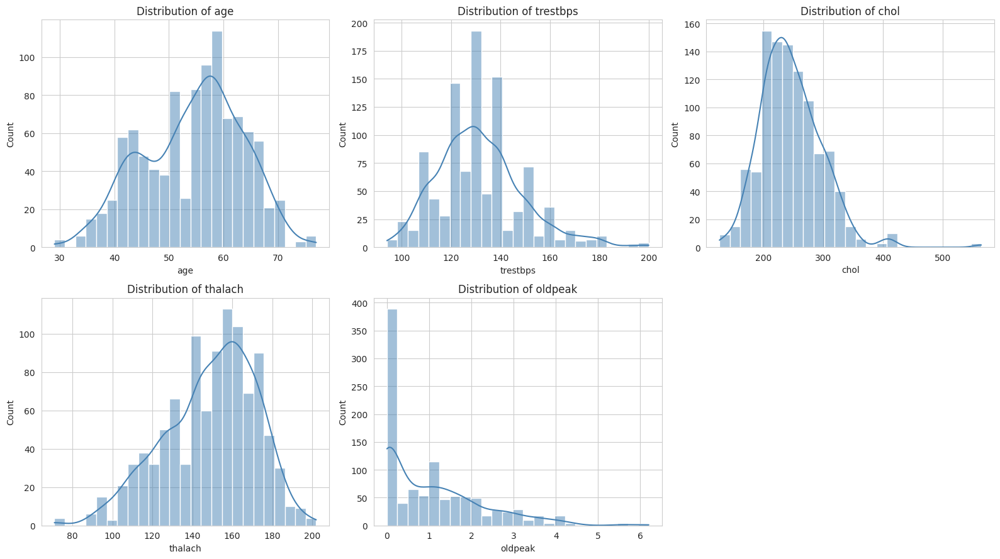 Distribution of age
Count
100
80
60
40
20
0
30 40 50 60 70
age
Distribution of trestbps
Count
200
175
150
125
100
75
50
25
0
100 120 140 160 180 200
trestbps
Distribution of chol
Count
160
140
120
100
80
60
40
20
0
200 300 400 500
chol
Distribution of thalach
Count
100
80
60
40
20
0
80 100 120 140 160 180 200
thalach
Distribution of oldpeak
Count
400
350
300
250
200
150
100
50
0
0 1 2 3 4 5 6
oldpeak